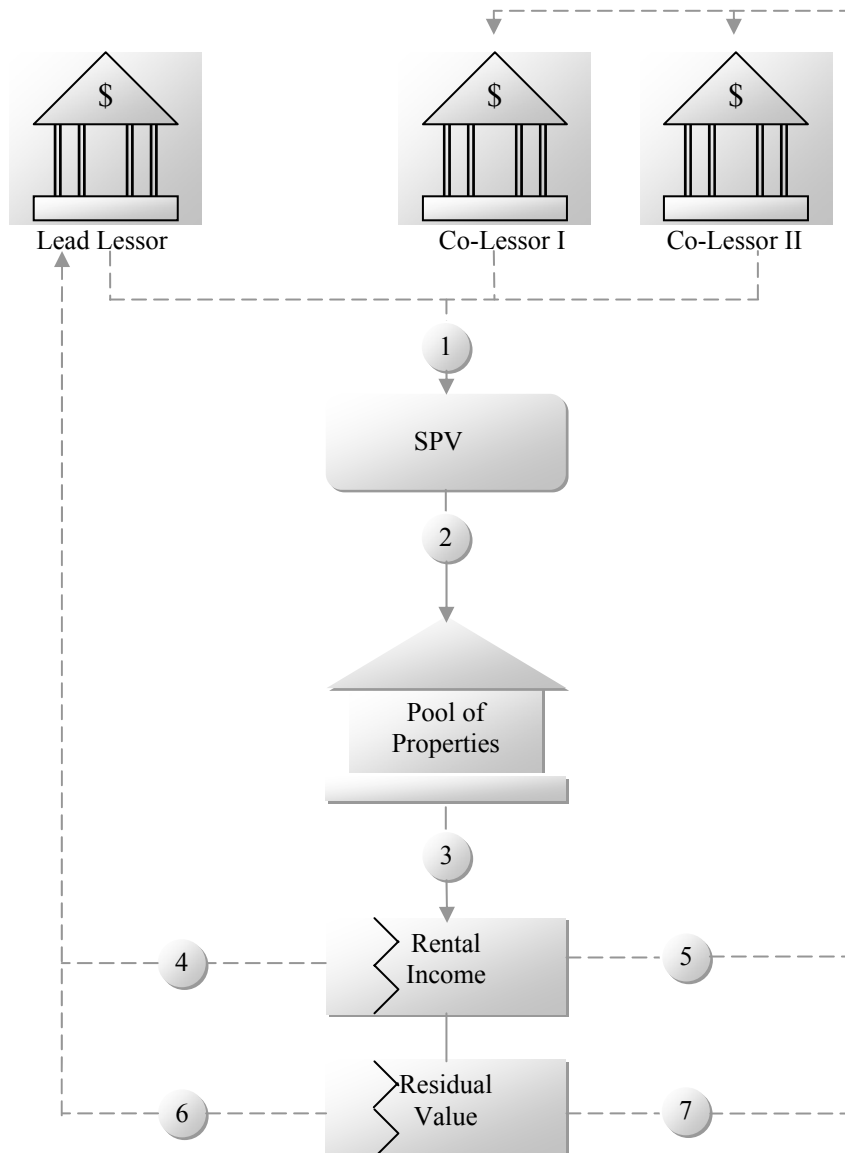 $
$
$
Lead Lessor
Co-Lessor I
Co-Lessor II
1
SPV
2
Pool of
Properties
3
Rental
Income
4
5
Residual
Value
6
7